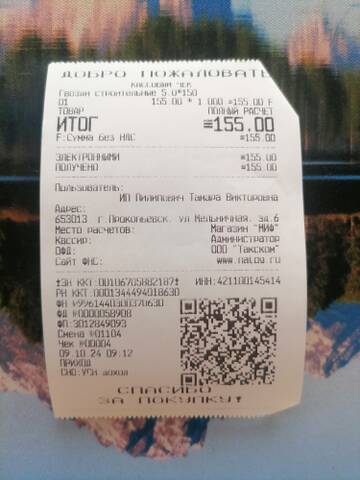 ДОБРО ПОЖАЛОВАТЬ
КАССОВЫЙ ЧЕК
Гвозди строительные 5.0*150
01 155.00 * 1.000 =155.00 F
ТОВАР ПОЛНЫЙ РАСЧЕТ
ИТОГ =155.00
F:Сумма без НДС =155.00
ЭЛЕКТРОННЫМИ =155.00
ПОЛУЧЕНО =155.00
Пользователь:
ИП Пилипович Тамара Викторовна
Адрес:
653013 г.Прокопьевск, ул Мельничная, зд.6
Место расчетов: Магазин "МИФ"
Кассир: Администратор
ОФД: ООО "Такском"
Сайт ФНС: www.nalog.ru
ЗН ККТ:00106705882187 ИНН:421100145414
РН ККТ:0001344494018630
ФН №9961440300370630
ФД №0000058908
ФП:3012849093
Смена №01104
Чек №00004
09.10.24 09:12
ПРИХОД
СНО:УСН доход
СПАСИБО
ЗА ПОКУПКУ!